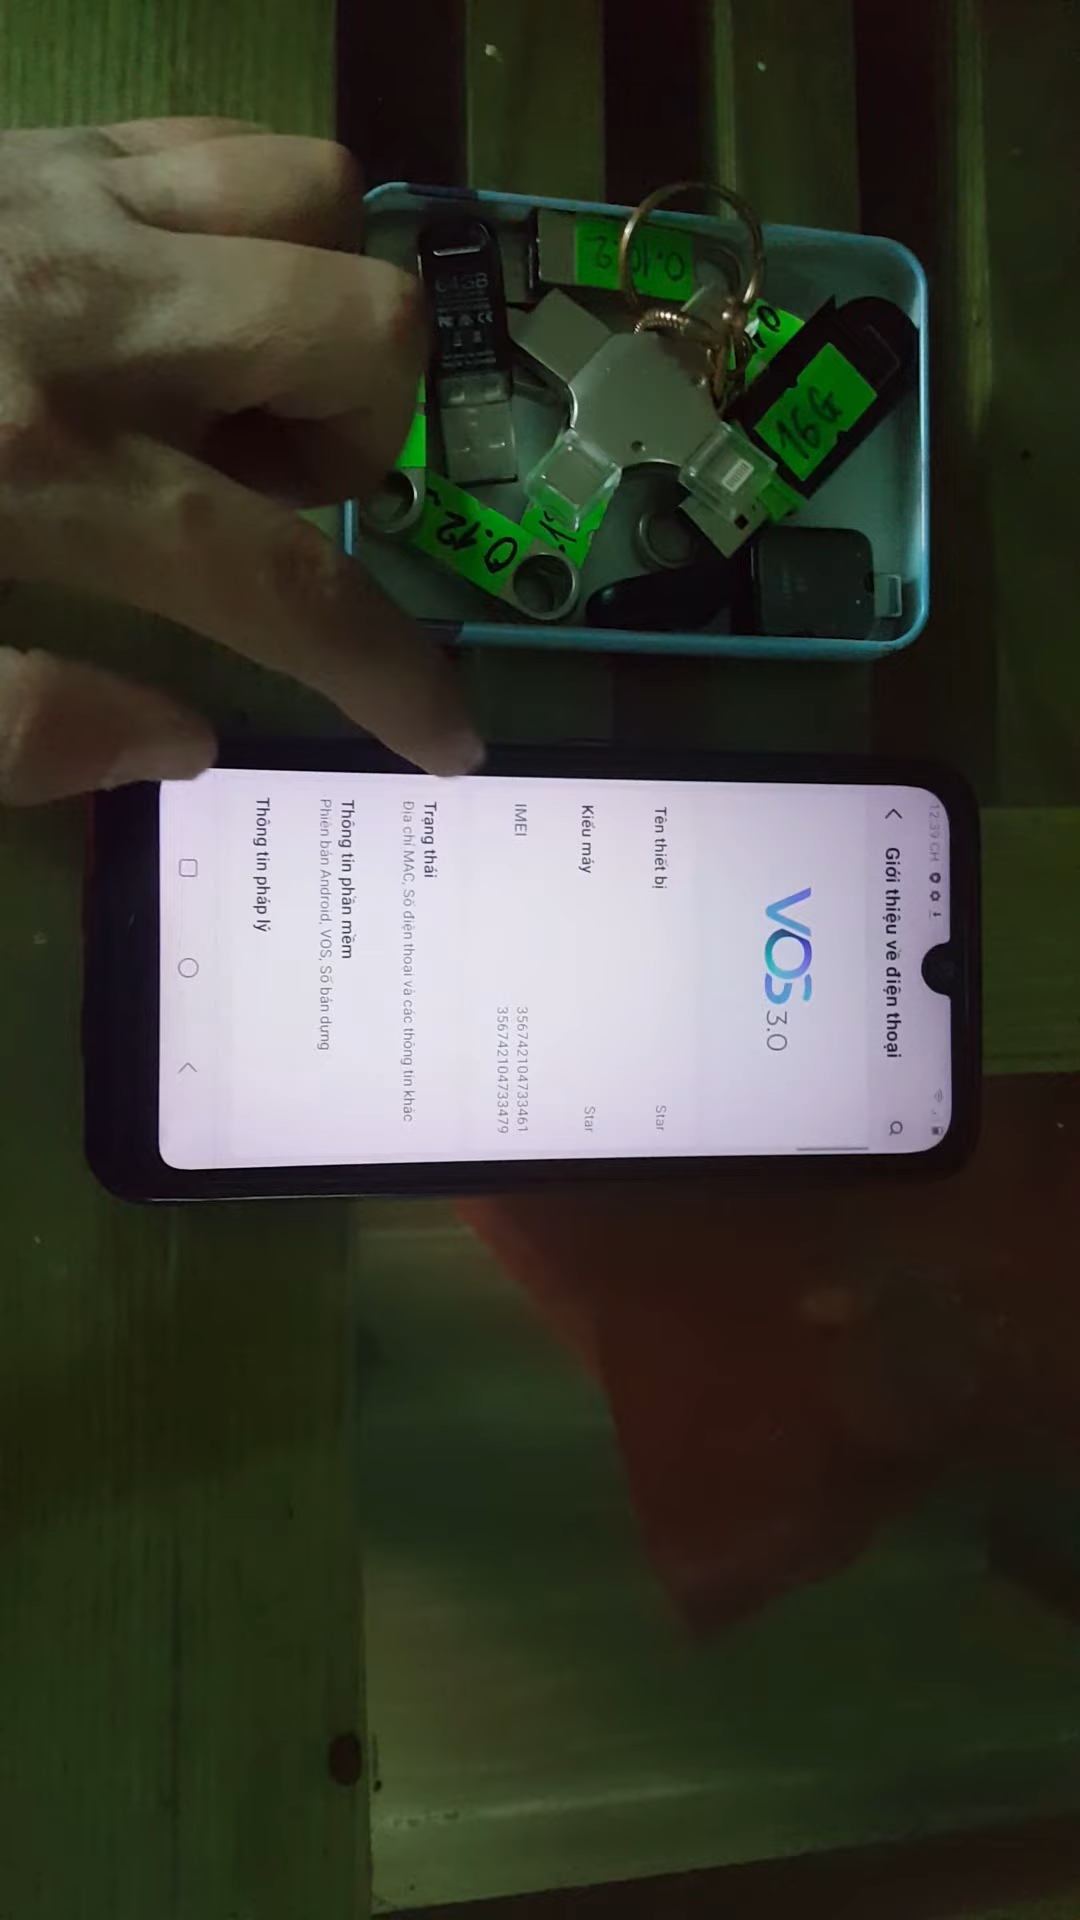 12:39 CH
Giới thiệu về điện thoại
VOS 3.0
Tên thiết bị
Star
Kiểu máy
Star
IMEI
356742104733461
356742104733479
Trạng thái
Địa chỉ MAC, Số điện thoại và các thông tin khác
Thông tin phần mềm
Phiên bản Android, VOS, Số bản dựng
Thông tin pháp lý
64GB
16G
0.12